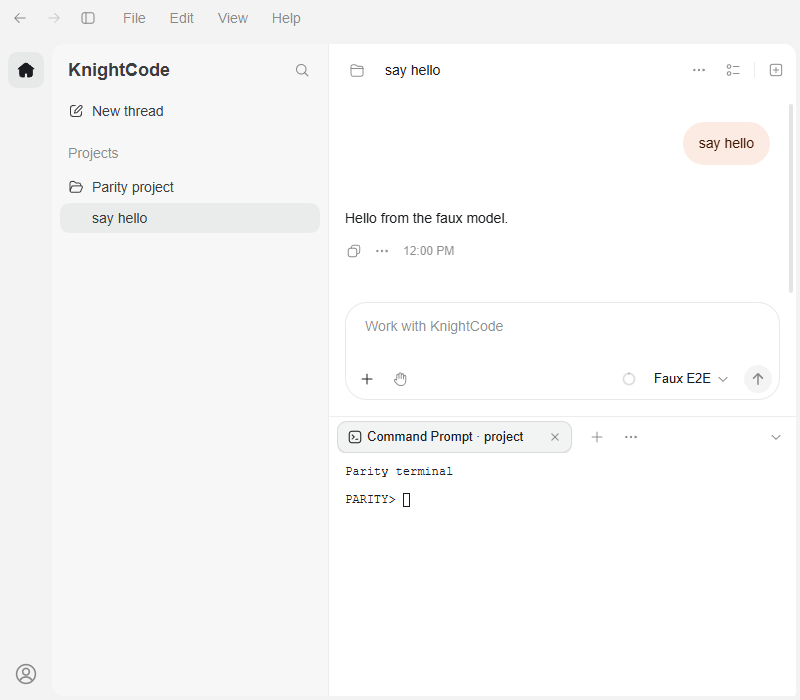 File Edit View Help
KnightCode
New thread
Projects
Parity project
say hello
say hello
say hello
Hello from the faux model.
12:00 PM
Work with KnightCode
Faux E2E
Command Prompt · project
Parity terminal
PARITY>